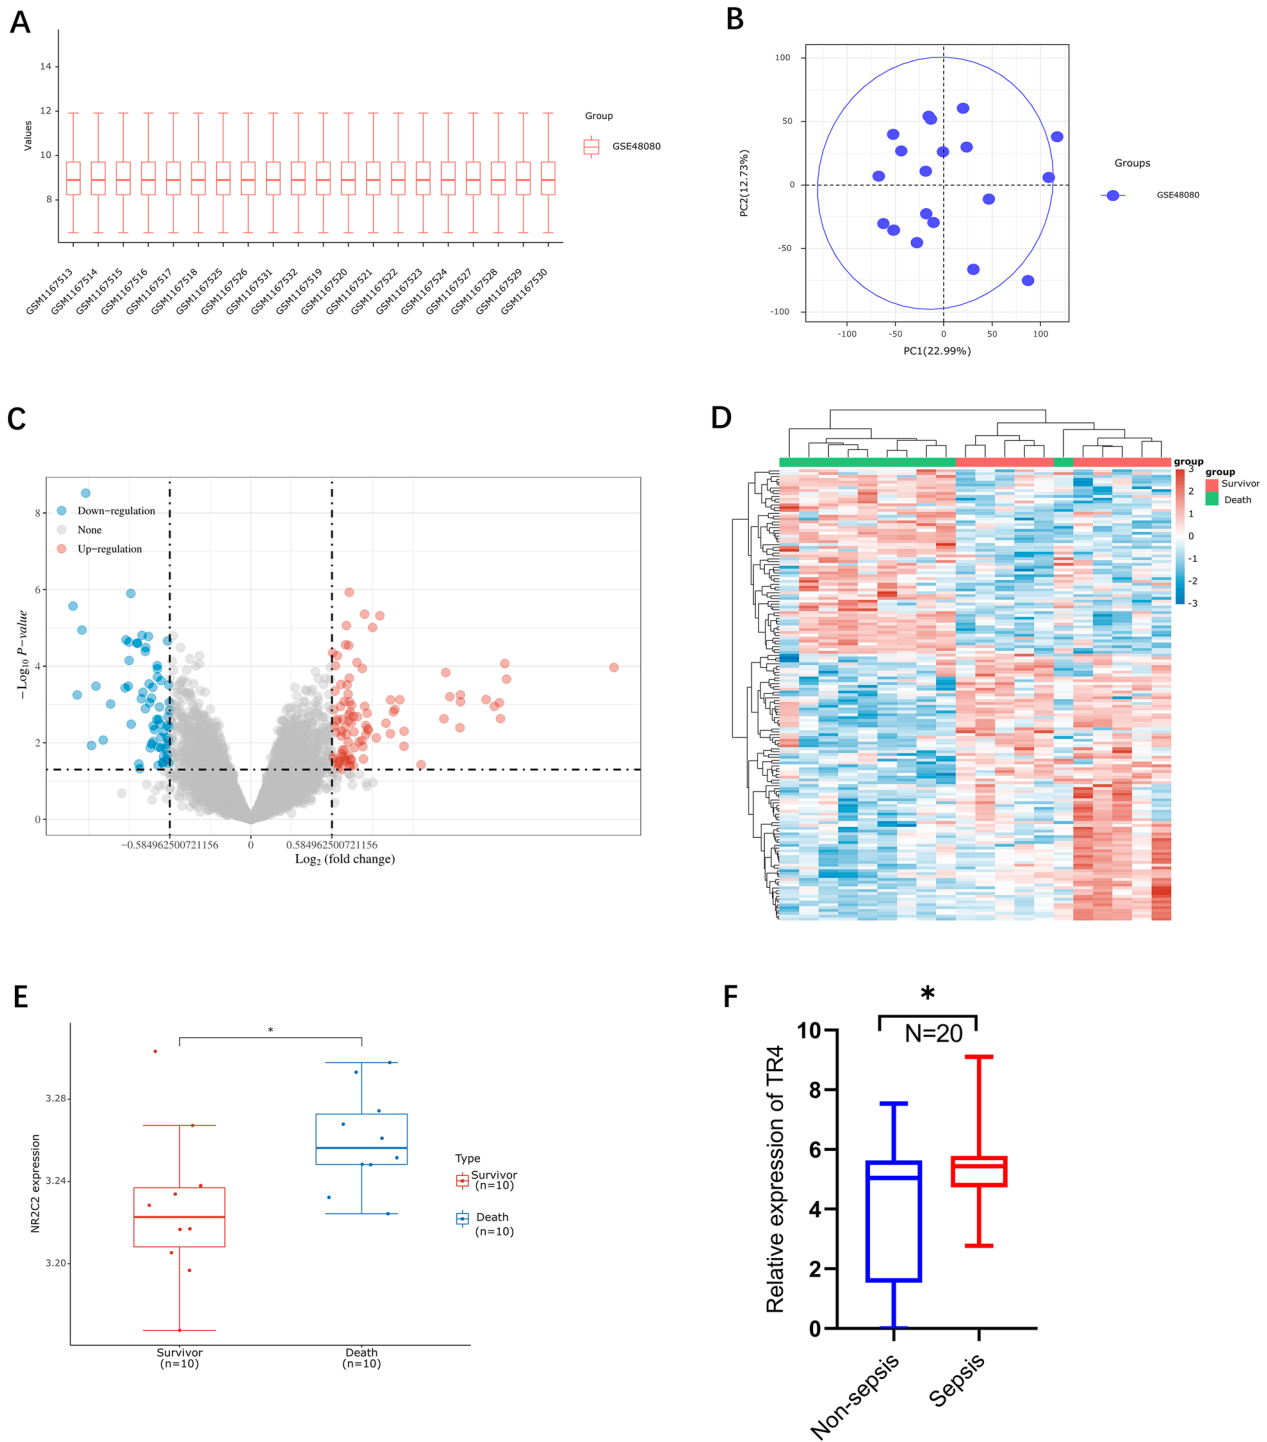 A
14
12
10
8
Values
GSM1167513
GSM1167514
GSM1167515
GSM1167516
GSM1167517
GSM1167518
GSM1167525
GSM1167526
GSM1167531
GSM1167532
GSM1167519
GSM1167520
GSM1167521
GSM1167522
GSM1167523
GSM1167524
GSM1167527
GSM1167528
GSM1167529
GSM1167530
Group
GSE48080
B
100
50
0
-50
-100
PC2(12.73%)
-100
-50
0
50
100
PC1(22.99%)
Groups
GSE48080
C
8
6
4
2
0
−Log10 P−value
Down−regulation
None
Up−regulation
−0.584962500721156
0
0.584962500721156
Log2 (fold change)
D
group
3
2
1
0
-1
-2
-3
group
Survivor
Death
E
*
3.28
3.24
3.20
NR2C2 expression
Survivor
(n=10)
Death
(n=10)
Type
Survivor
(n=10)
Death
(n=10)
F
*
N=20
10
8
6
4
2
0
Relative expression of TR4
Non-sepsis
Sepsis